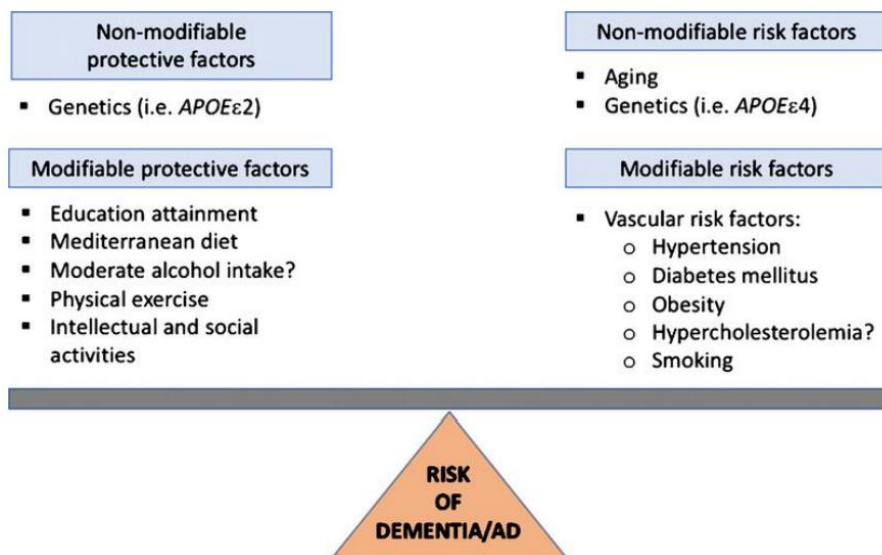 Non-modifiable
protective factors
▪ Genetics (i.e. APOEε2)
Modifiable protective factors
▪ Education attainment
▪ Mediterranean diet
▪ Moderate alcohol intake?
▪ Physical exercise
▪ Intellectual and social
activities
Non-modifiable risk factors
▪ Aging
▪ Genetics (i.e. APOEε4)
Modifiable risk factors
▪ Vascular risk factors:
o Hypertension
o Diabetes mellitus
o Obesity
o Hypercholesterolemia?
o Smoking
RISK
OF
DEMENTIA/AD